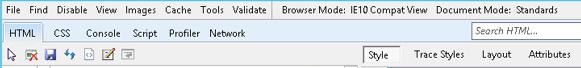 File Find Disable View Images Cache Tools Validate Browser Mode: IE10 Compat View Document Mode: Standards
HTML CSS Console Script Profiler Network Search HTML...
Style Trace Styles Layout Attributes